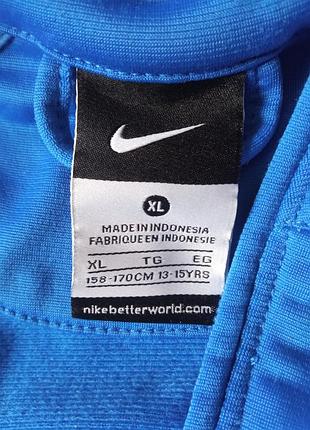 XL
MADE IN INDONESIA
FABRIQUE EN INDONESIE
XL TG EG
158-170CM 13-15YRS
nikebetterworld.com